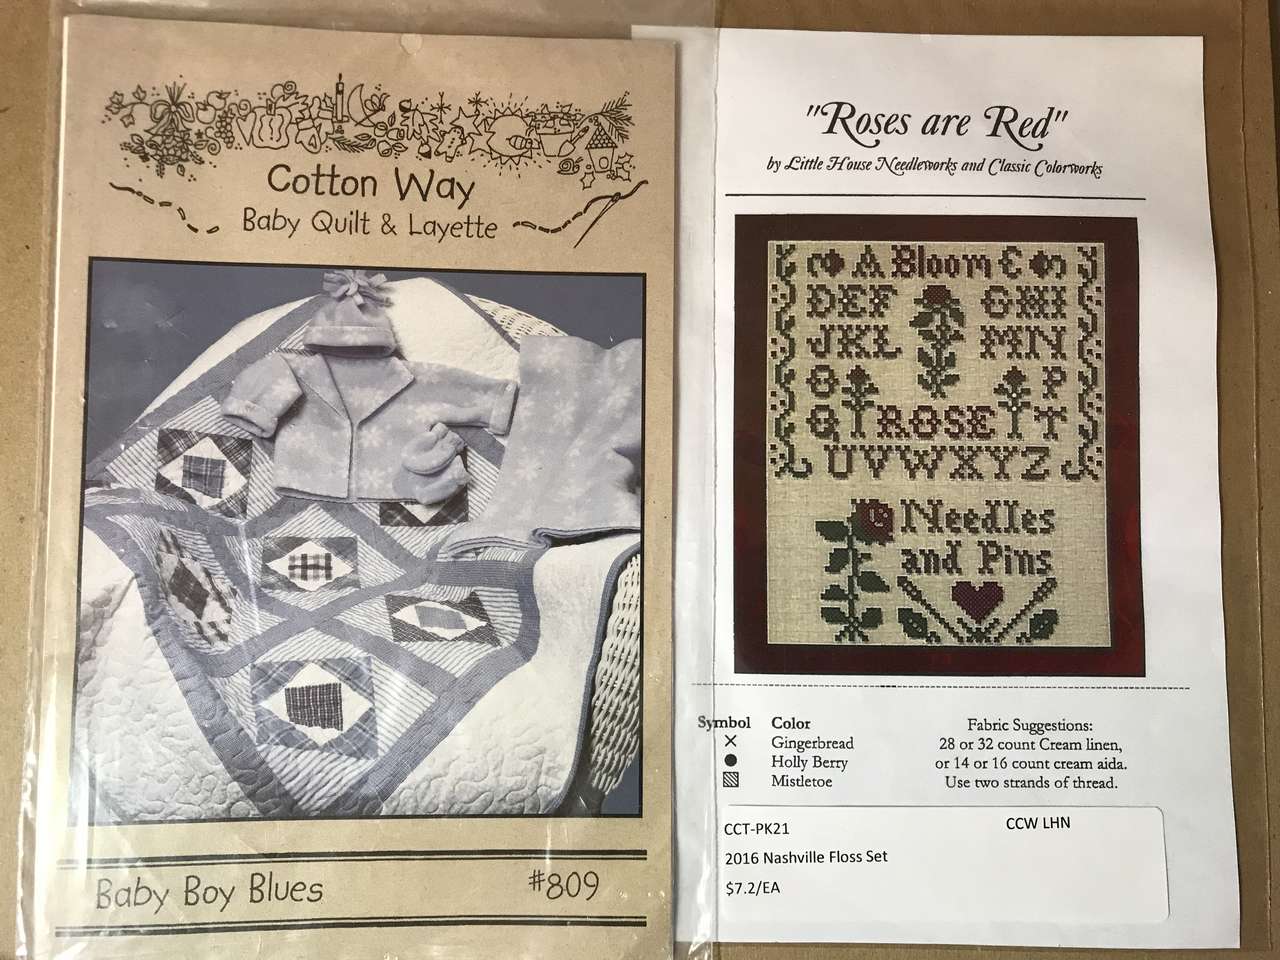 Cotton Way
Baby Quilt & Layette
Baby Boy Blues
#809
"Roses are Red"
by Little House Needleworks and Classic Colorworks
A Bloom &
DEF GHI
JKL MN
O P
Q ROSE T
UVWXYZ
Needles
and Pins
Symbol Color
Gingerbread
Holly Berry
Mistletoe
Fabric Suggestions:
28 or 32 count Cream linen,
or 14 or 16 count cream aida.
Use two strands of thread.
CCT-PK21 CCW LHN
2016 Nashville Floss Set
$7.2/EA